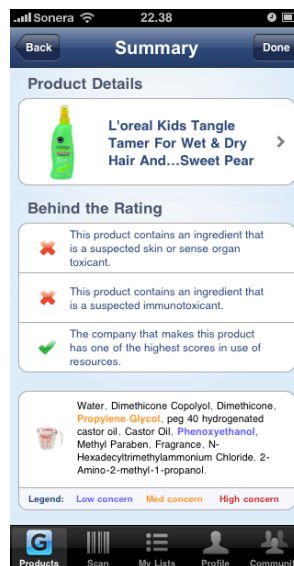 Sonera 22.38
Back Summary Done
Product Details
L'oreal Kids Tangle
Tamer For Wet & Dry
Hair And...Sweet Pear
Behind the Rating
This product contains an ingredient that
is a suspected skin or sense organ
toxicant.
This product contains an ingredient that
is a suspected immunotoxicant.
The company that makes this product
has one of the highest scores in use of
resources.
Water, Dimethicone Copolyol, Dimethicone,
Propylene Glycol, peg 40 hydrogenated
castor oil, Castor Oil, Phenoxyethanol,
Methyl Paraben, Fragrance, N-
Hexadecyltrimethylammonium Chloride, 2-
Amino-2-methyl-1-propanol.
Legend: Low concern Med concern High concern
G
Products Scan My Lists Profile Communi